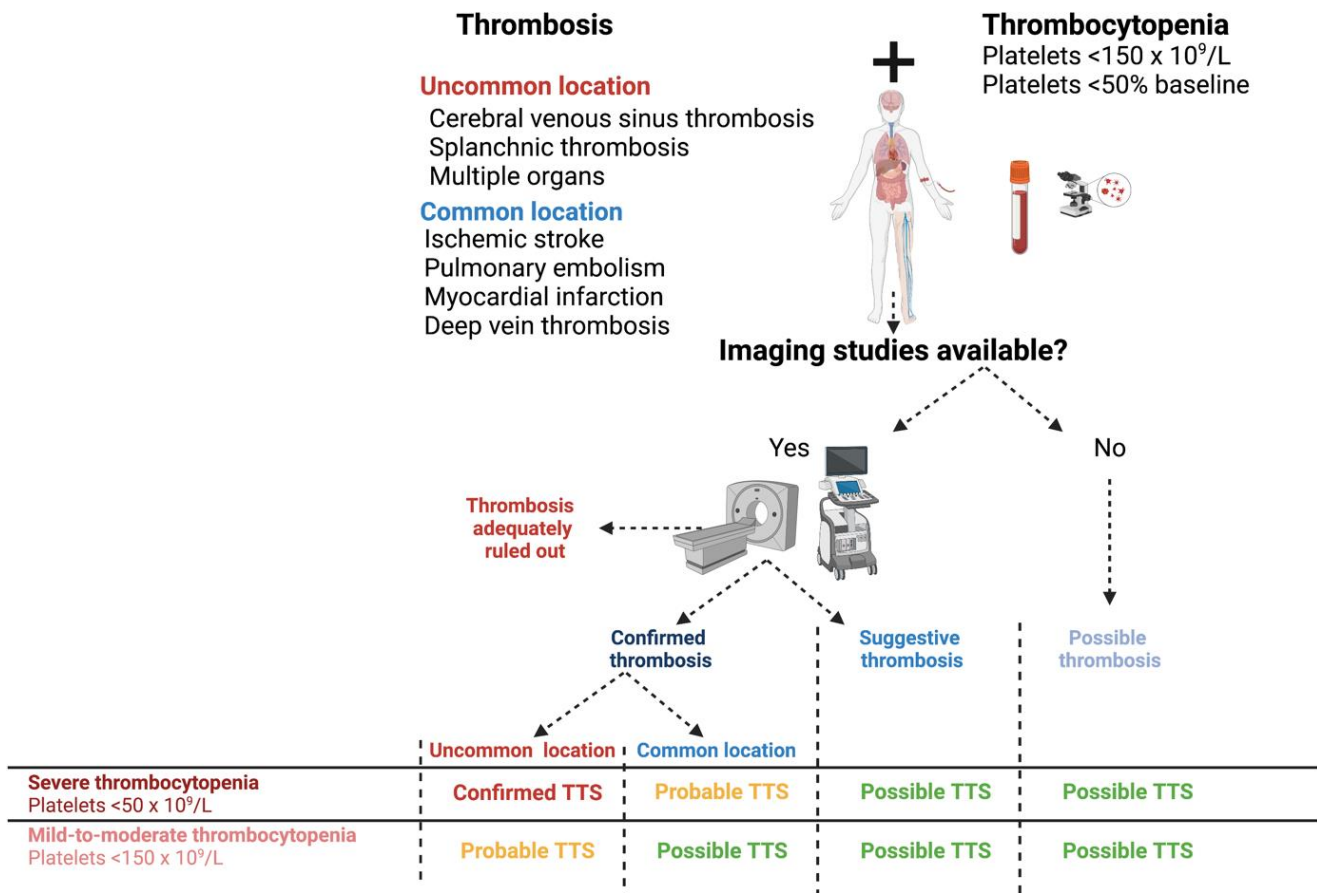 Thrombosis
Uncommon location
Cerebral venous sinus thrombosis
Splanchnic thrombosis
Multiple organs
Common location
Ischemic stroke
Pulmonary embolism
Myocardial infarction
Deep vein thrombosis
+
Thrombocytopenia
Platelets <150 x 10⁹/L
Platelets <50% baseline
Imaging studies available?
Yes
No
Thrombosis
adequately
ruled out
Confirmed
thrombosis
Suggestive
thrombosis
Possible
thrombosis
Uncommon location
Common location
Severe thrombocytopenia
Platelets <50 x 10⁹/L
Confirmed TTS
Probable TTS
Possible TTS
Possible TTS
Mild-to-moderate thrombocytopenia
Platelets <150 x 10⁹/L
Probable TTS
Possible TTS
Possible TTS
Possible TTS